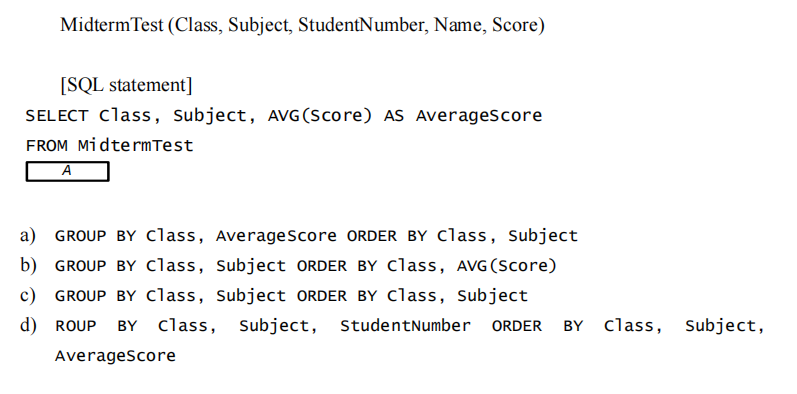 MidtermTest (Class, Subject, StudentNumber, Name, Score)
[SQL statement]
SELECT Class, Subject, AVG(Score) AS AverageScore
FROM MidtermTest
A
a) GROUP BY Class, AverageScore ORDER BY Class, Subject
b) GROUP BY Class, Subject ORDER BY Class, AVG(Score)
c) GROUP BY Class, Subject ORDER BY Class, Subject
d) ROUP BY Class, Subject, StudentNumber ORDER BY Class, Subject,
AverageScore